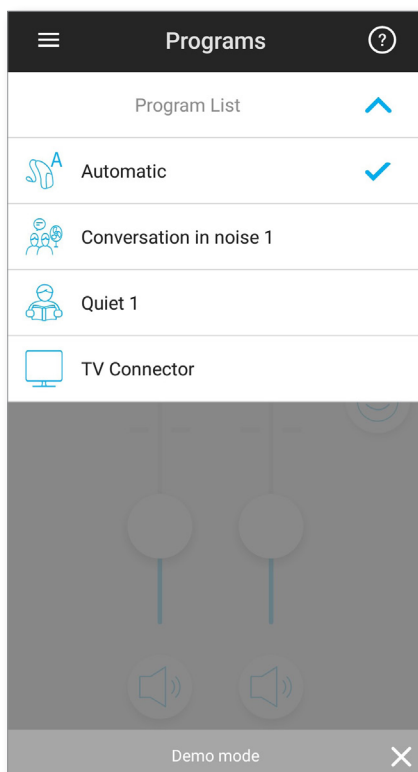 Programs
?
Program List
A
Automatic
Conversation in noise 1
Quiet 1
TV Connector
Demo mode